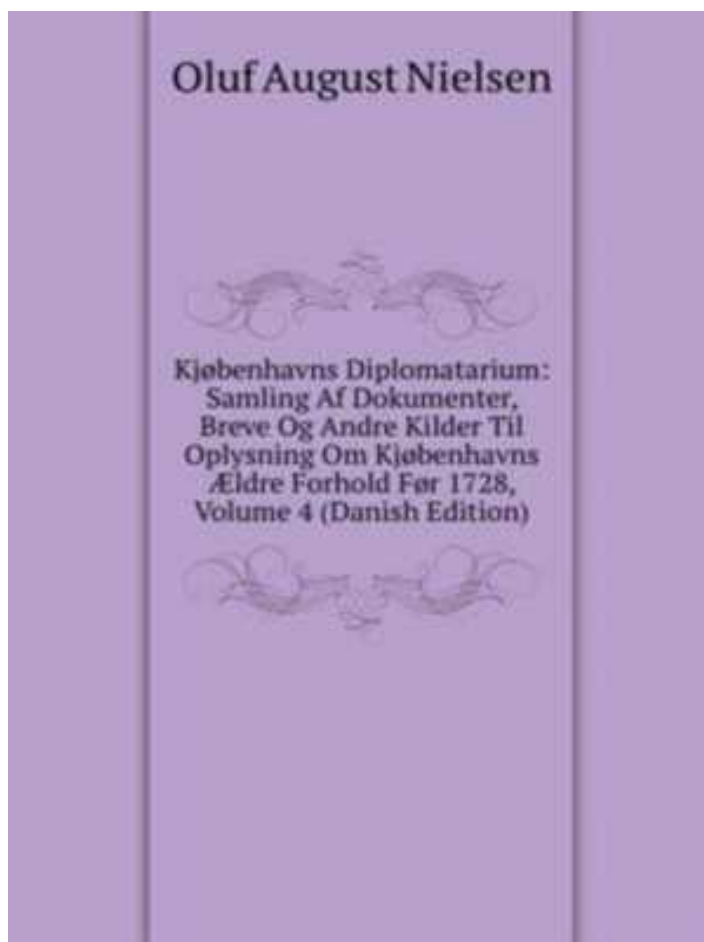 Oluf August Nielsen
Kjøbenhavns Diplomatarium:
Samling Af Dokumenter,
Breve Og Andre Kilder Til
Oplysning Om Kjøbenhavns
Ældre Forhold Før 1728,
Volume 4 (Danish Edition)